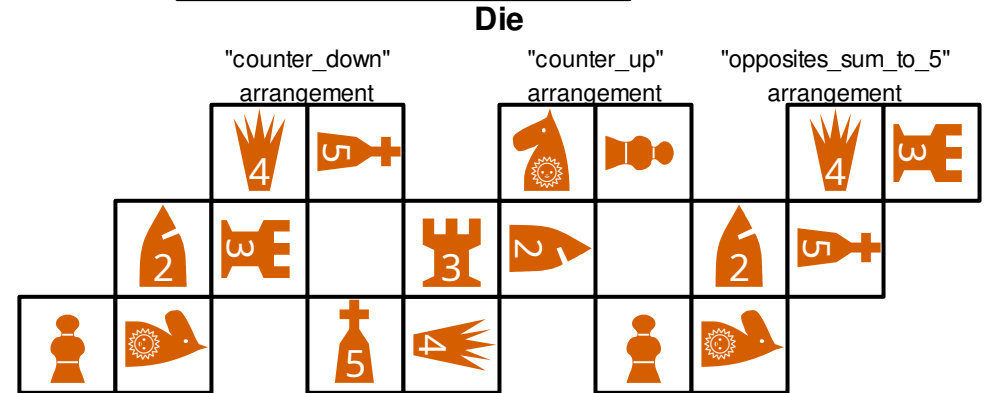 Die
"counter_down" "counter_up" "opposites_sum_to_5"
arrangement arrangement arrangement
4 5 4 3
2 3 3 2 2 5
5 4